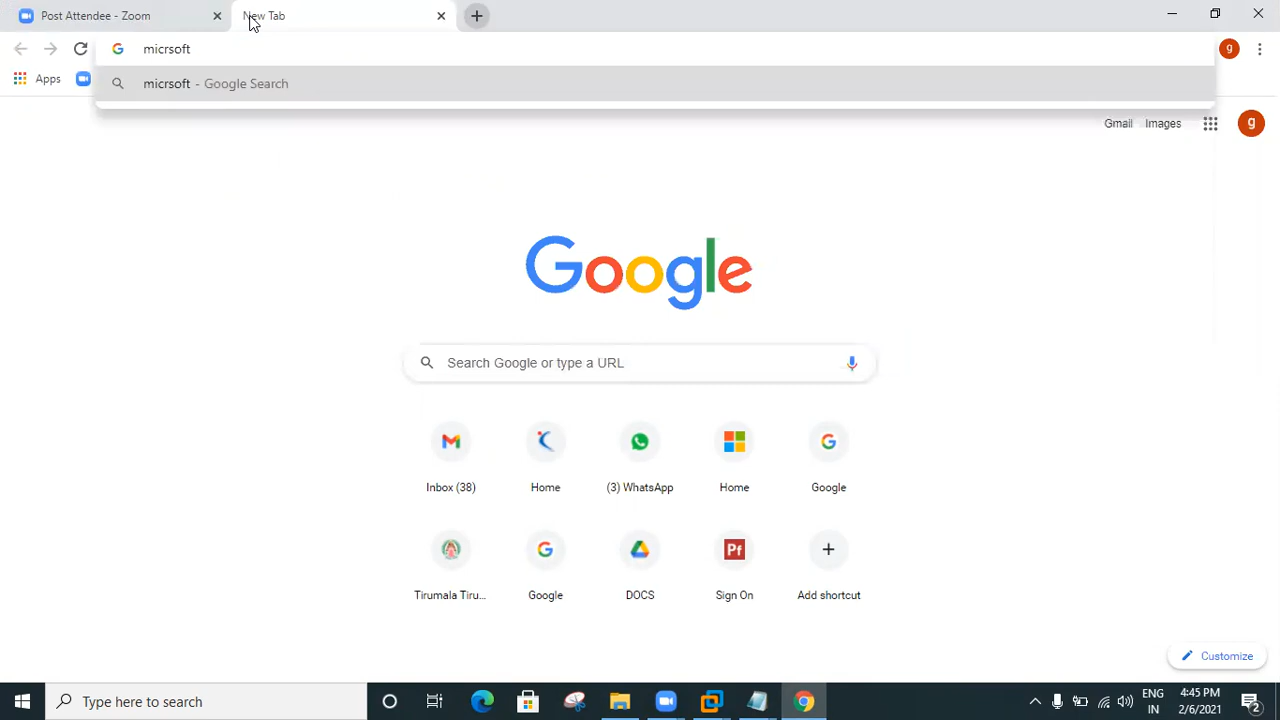 Post Attendee - Zoom
New Tab
micrsoft
Apps
micrsoft - Google Search
g
Gmail
Images
g
Google
Search Google or type a URL
Inbox (38)
Home
(3) WhatsApp
Home
Google
Pf
Tirumala Tiru...
Google
DOCS
Sign On
Add shortcut
Customize
Type here to search
ENG
IN
4:45 PM
2/6/2021
2